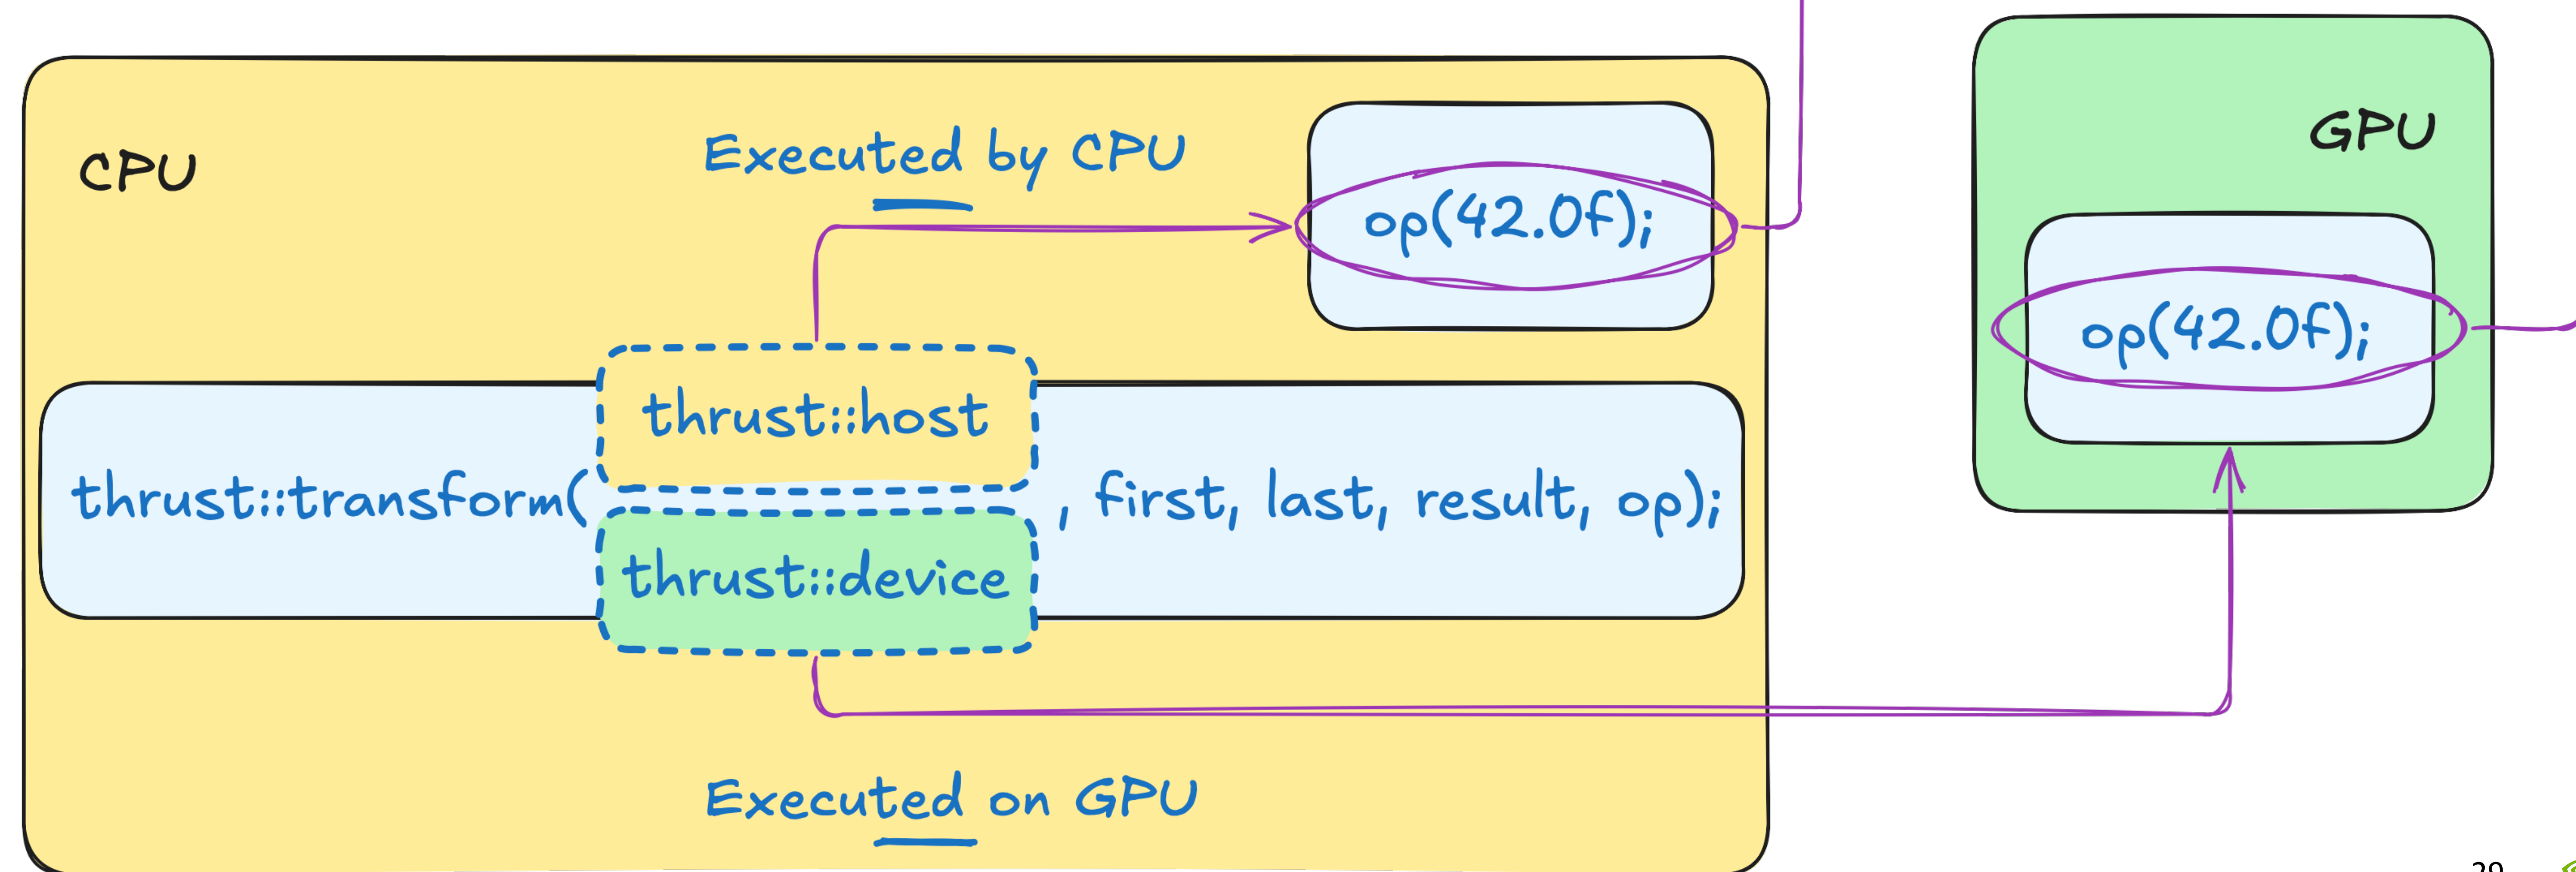 CPU
Executed by CPU
op(42.0f);
GPU
op(42.0f);
thrust::host
thrust::transform( , first, last, result, op);
thrust::device
Executed on GPU